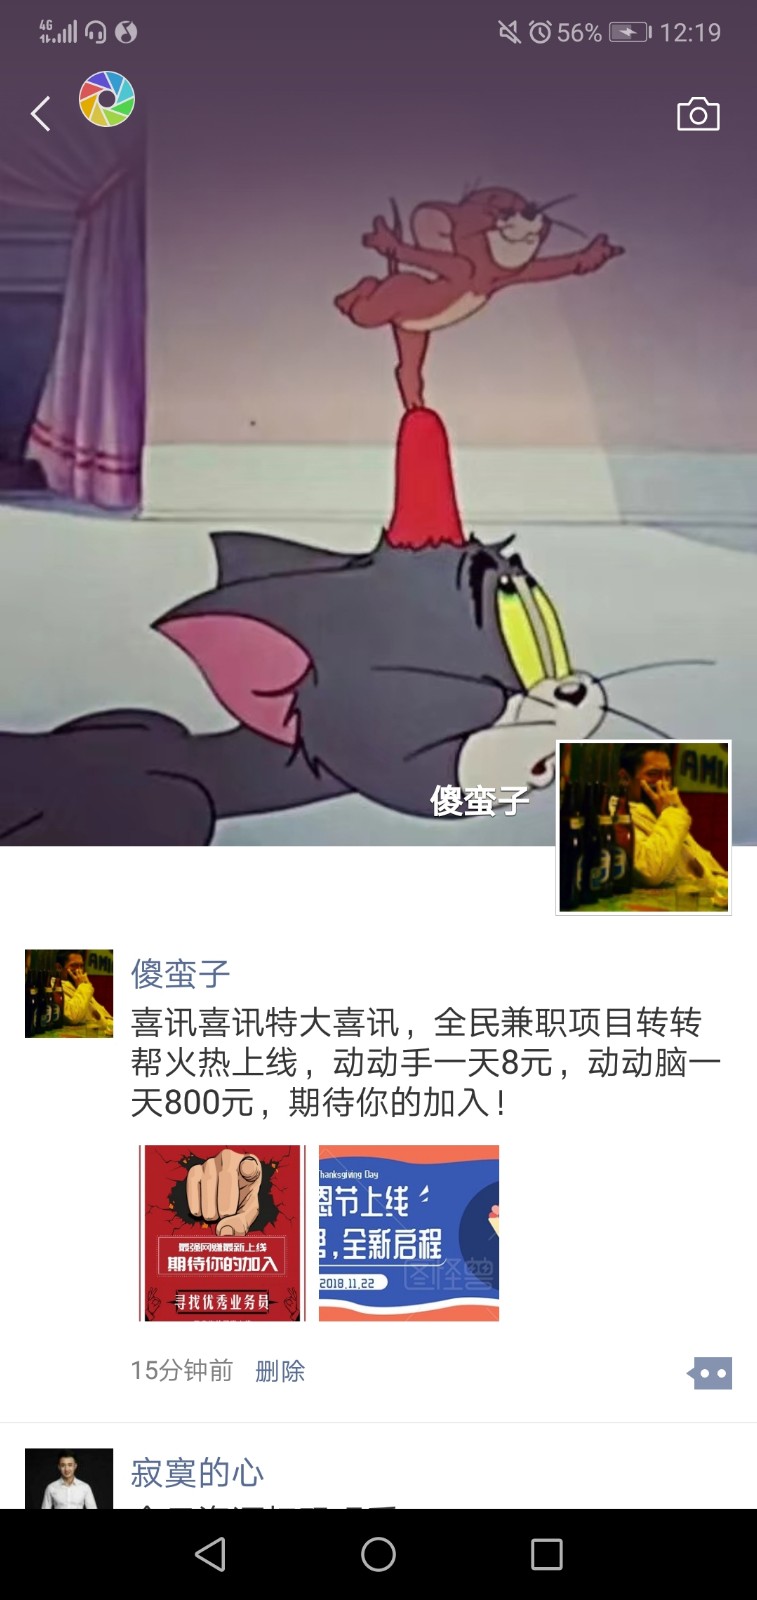 4G
56%
12:19
傻蛮子
傻蛮子
喜讯喜讯特大喜讯，全民兼职项目转转
帮火热上线，动动手一天8元，动动脑一
天800元，期待你的加入！
最强网赚最新上线
期待你的加入
寻找优秀业务员
Thanksgiving Day
恩节上线
,全新启程
2018.11.22
图怪兽
15分钟前
删除
寂寞的心